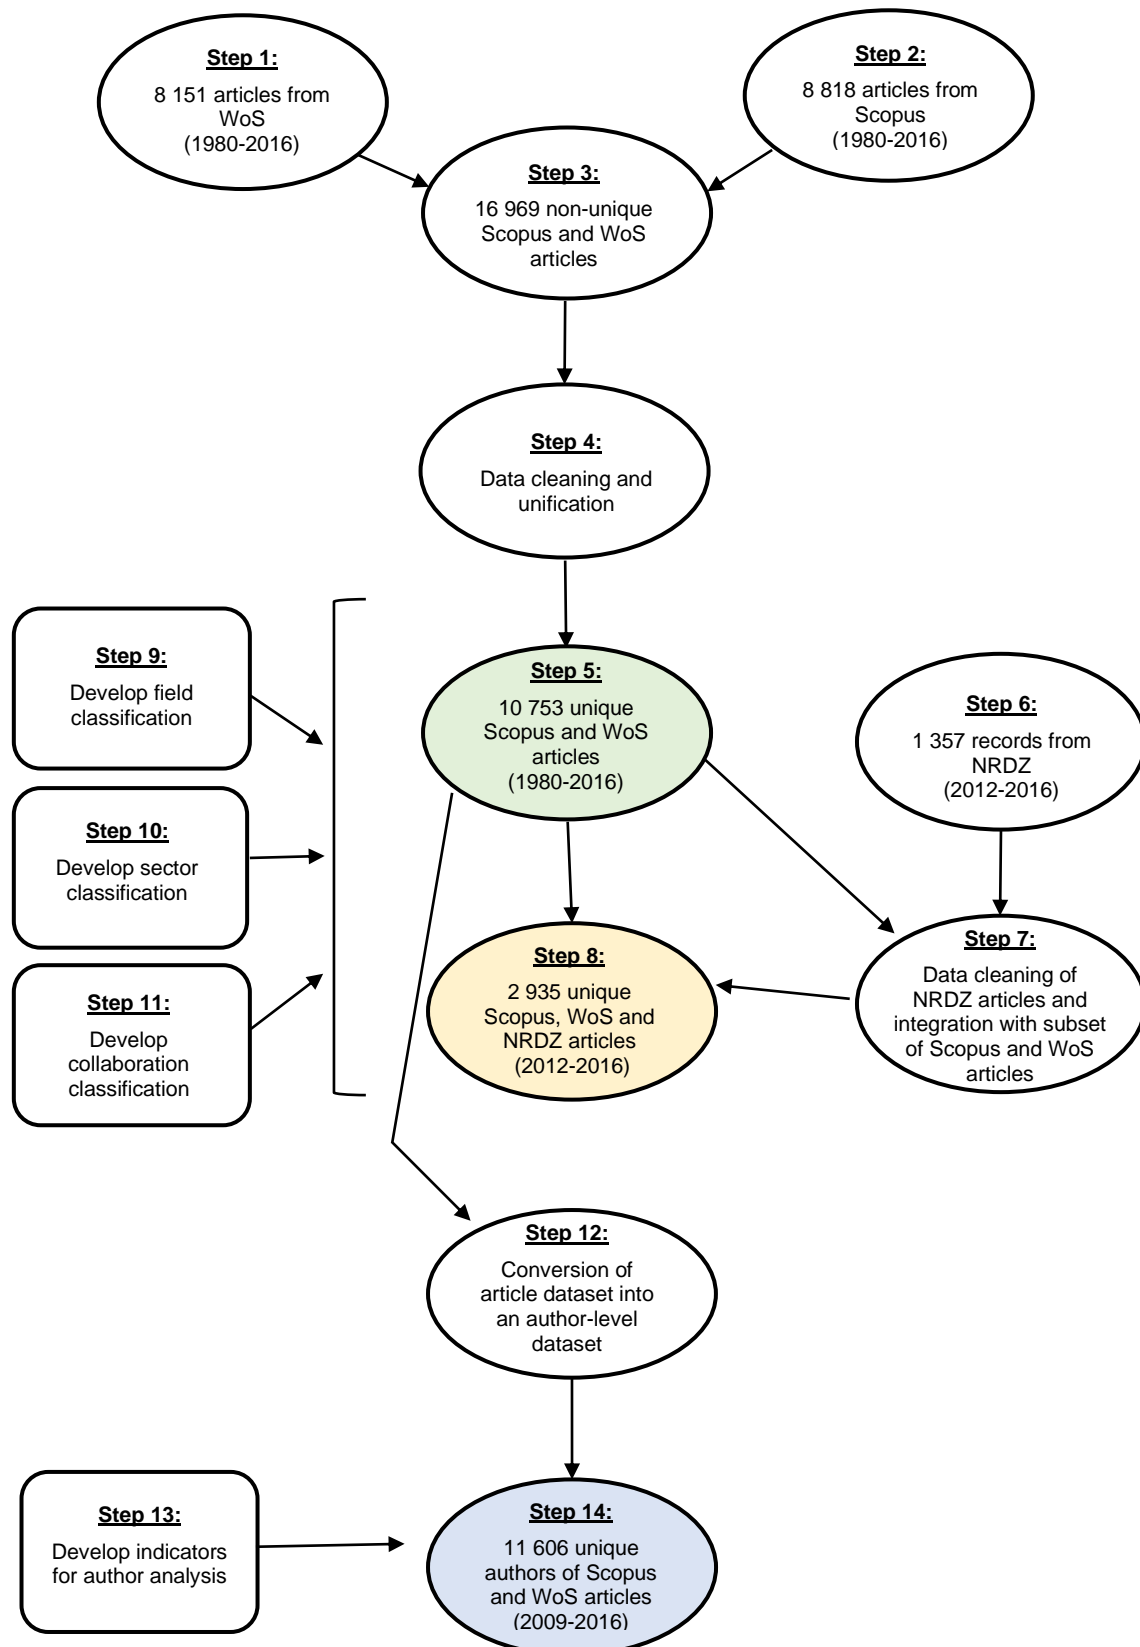 Step 1:
8 151 articles from
WoS
(1980-2016)
Step 2:
8 818 articles from
Scopus
(1980-2016)
Step 3:
16 969 non-unique
Scopus and WoS
articles
Step 4:
Data cleaning and
unification
Step 5:
10 753 unique
Scopus and WoS
articles
(1980-2016)
Step 6:
1 357 records from
NRDZ
(2012-2016)
Step 7:
Data cleaning of
NRDZ articles and
integration with subset
of Scopus and WoS
articles
Step 8:
2 935 unique
Scopus, WoS and
NRDZ articles
(2012-2016)
Step 9:
Develop field
classification
Step 10:
Develop sector
classification
Step 11:
Develop
collaboration
classification
Step 12:
Conversion of
article dataset into
an author-level
dataset
Step 13:
Develop indicators
for author analysis
Step 14:
11 606 unique
authors of Scopus
and WoS articles
(2009-2016)